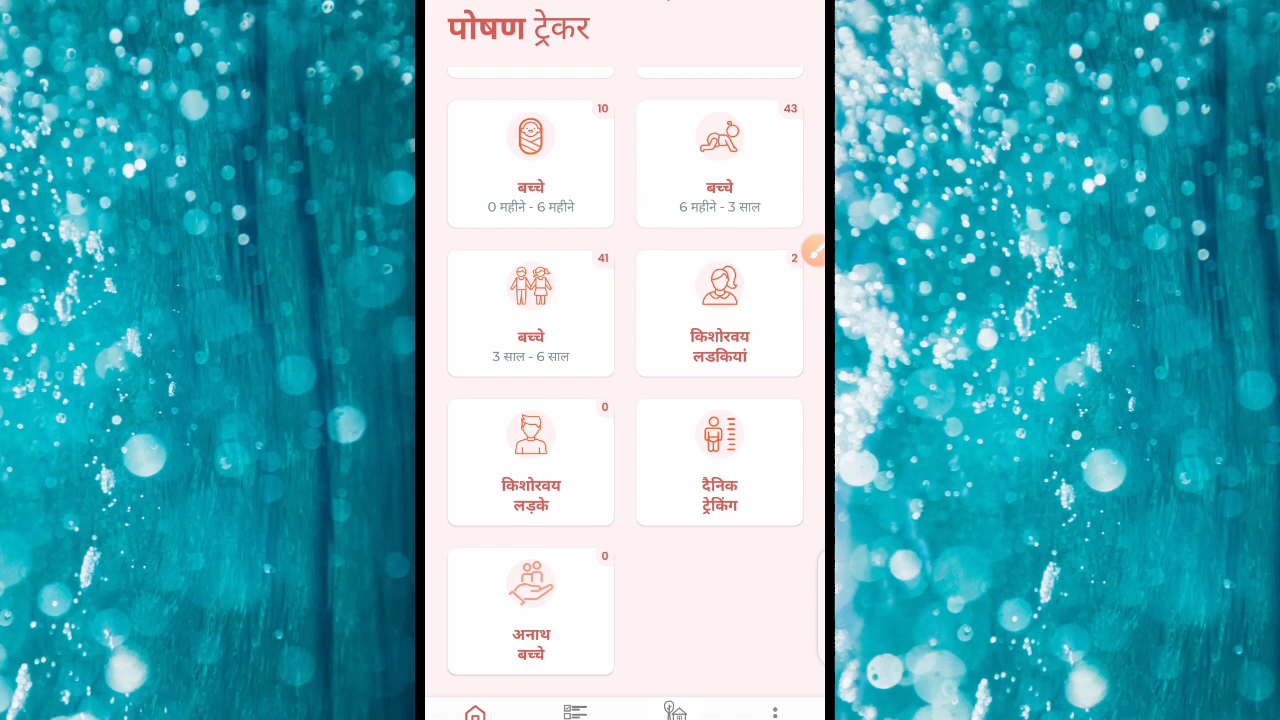 पोषण ट्रेकर
10
43
बच्चे
0 महीने - 6 महीने
बच्चे
6 महीने - 3 साल
41
2
बच्चे
3 साल - 6 साल
किशोरवय
लडकियां
0
किशोरवय
लड़के
दैनिक
ट्रेकिंग
0
अनाथ
बच्चे